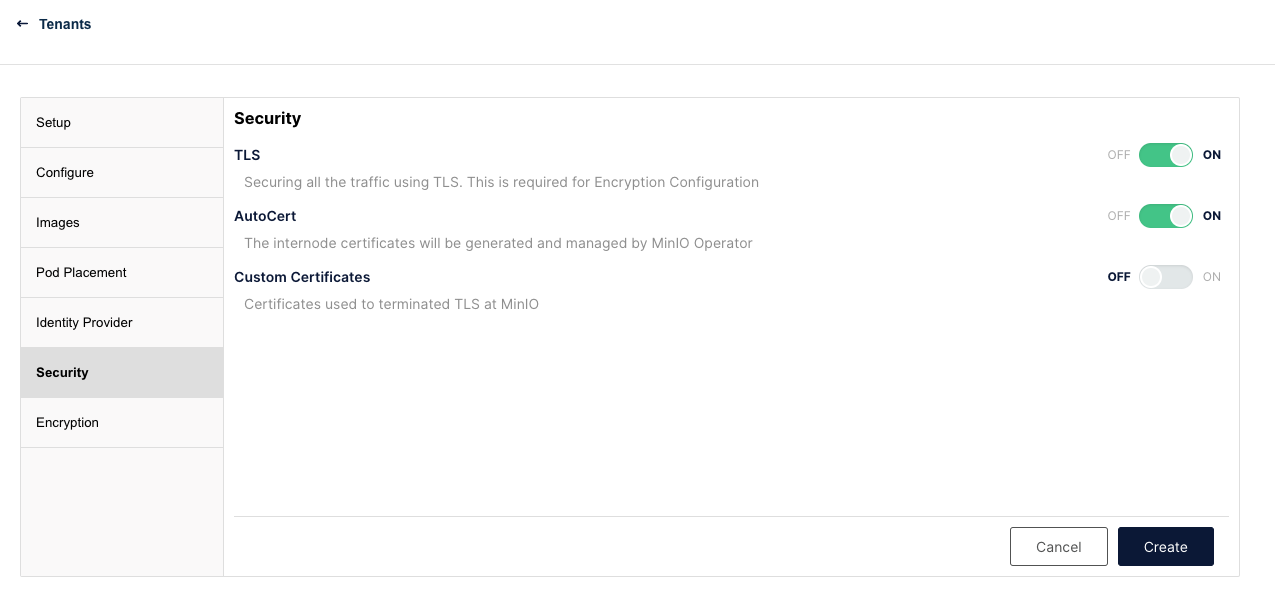 ← Tenants
Setup
Configure
Images
Pod Placement
Identity Provider
Security
Encryption
Security
TLS
OFF ON
Securing all the traffic using TLS. This is required for Encryption Configuration
AutoCert
OFF ON
The internode certificates will be generated and managed by MinIO Operator
Custom Certificates
OFF ON
Certificates used to terminated TLS at MinIO
Cancel
Create